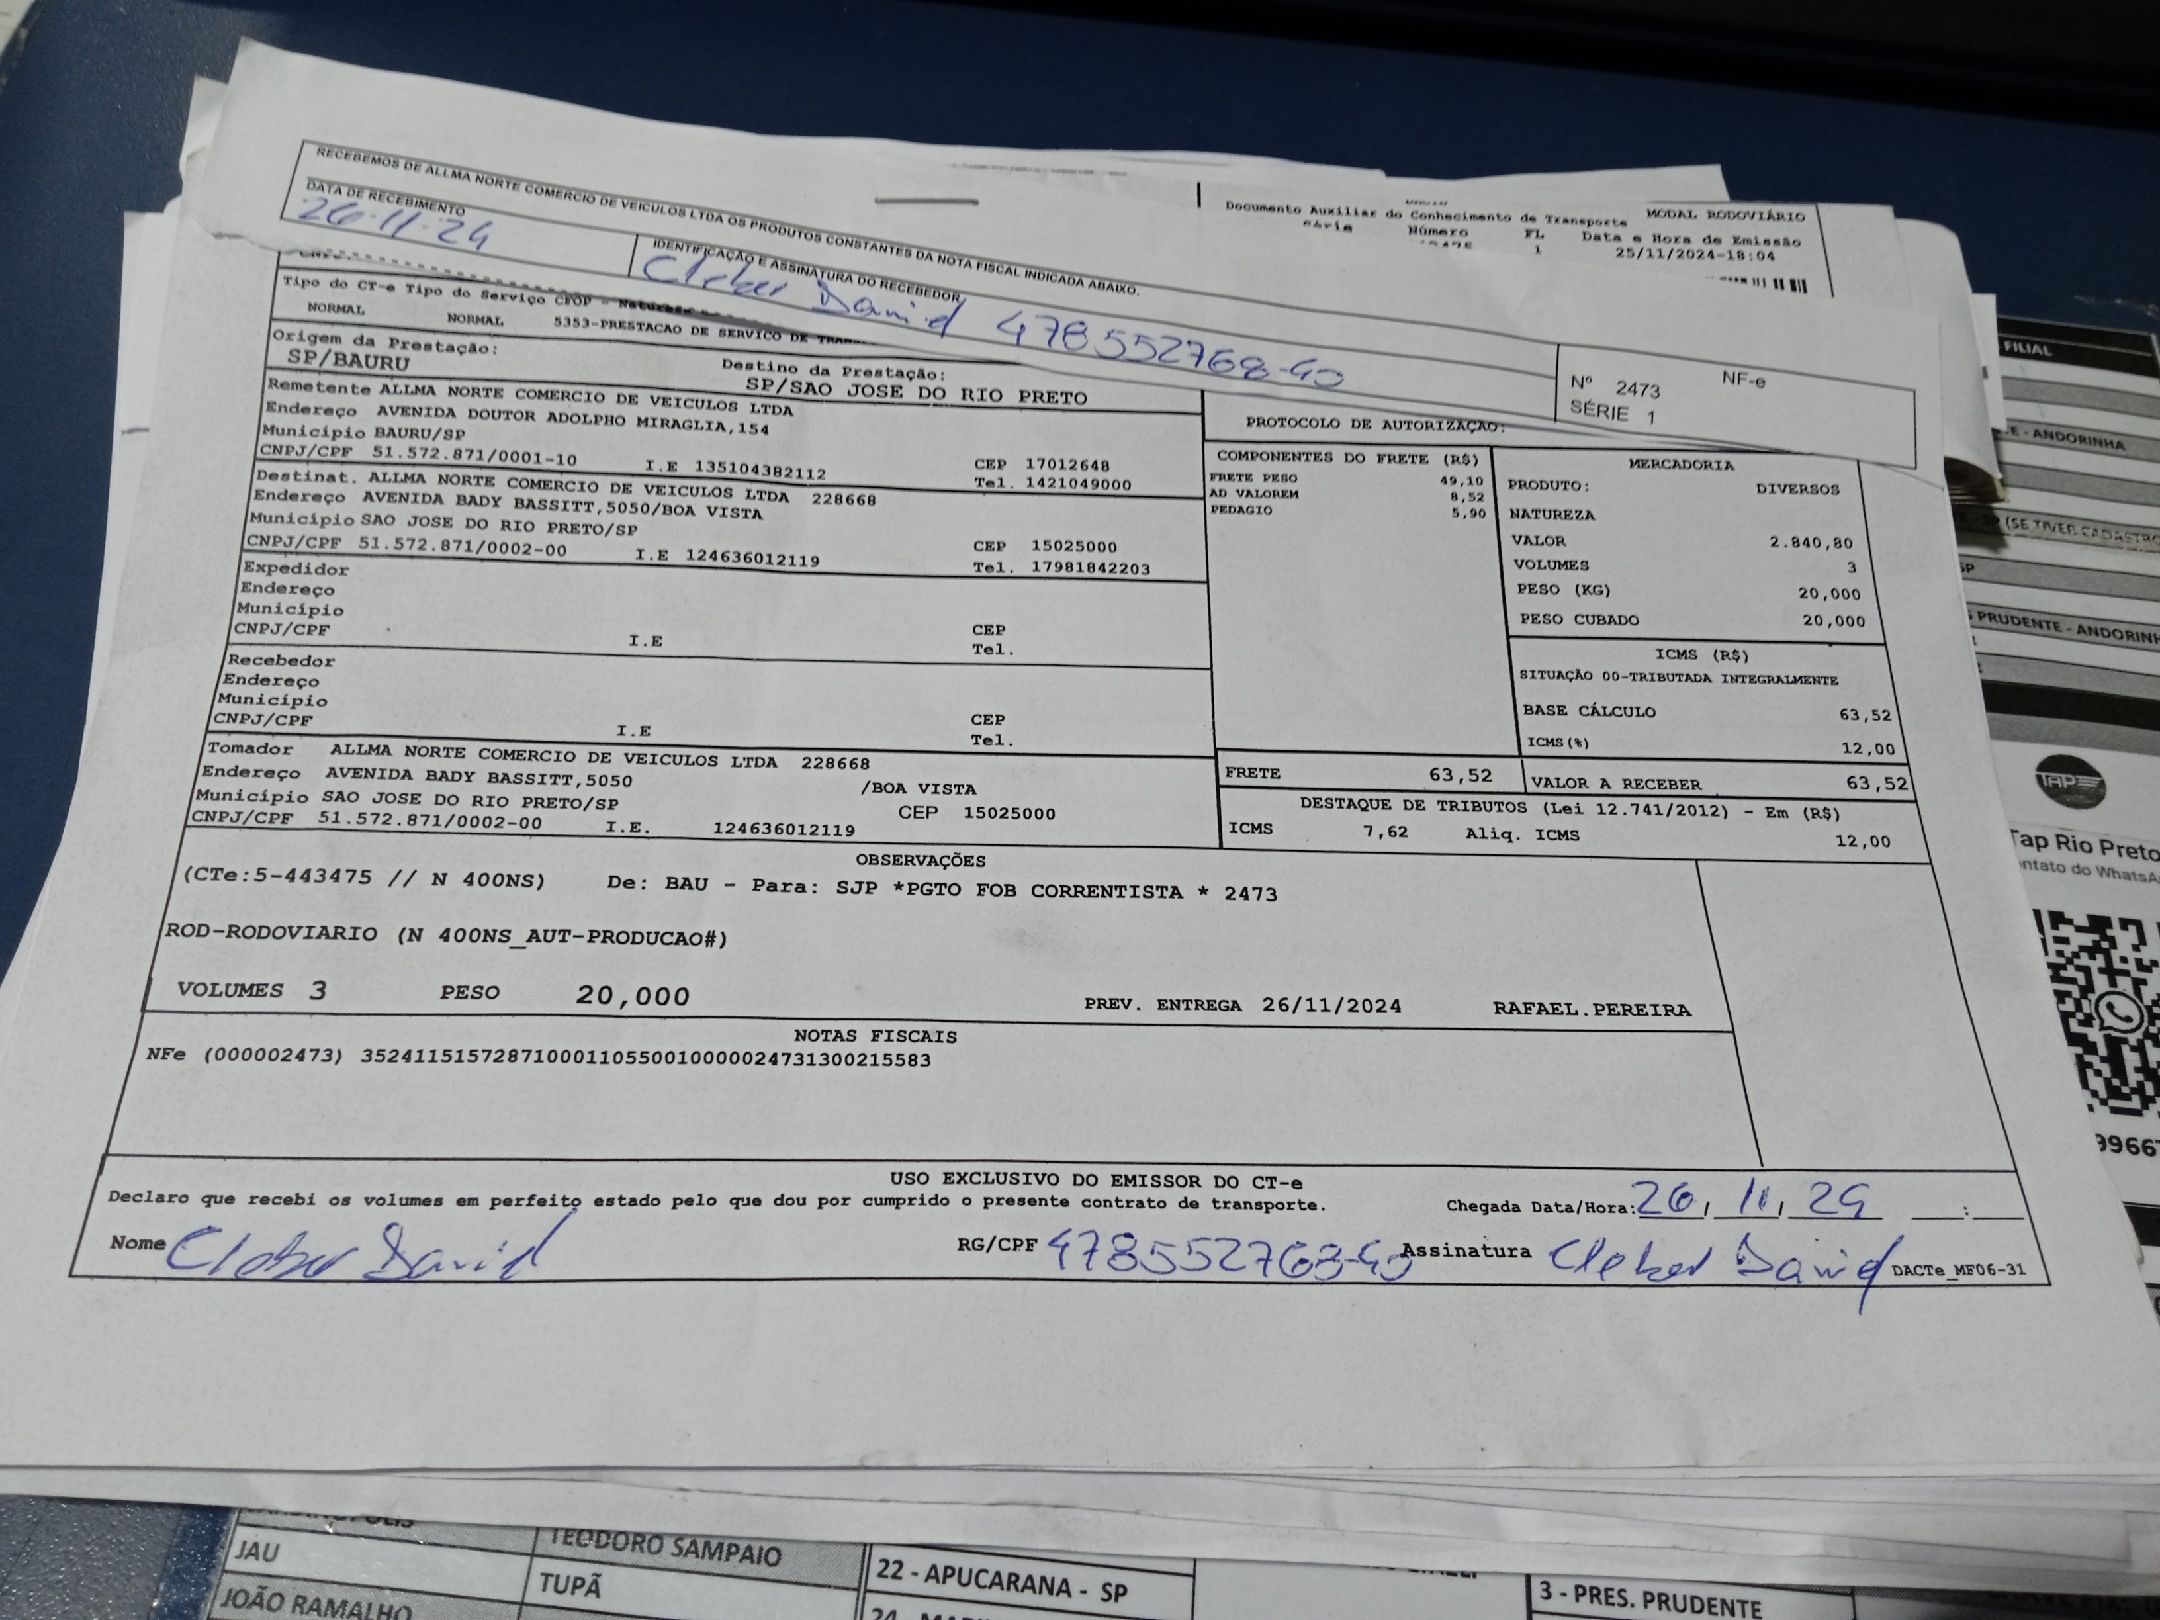 RECEBEMOS DE ALLMA NORTE COMERCIO DE VEICULOS LTDA OS PRODUTOS CONSTANTES DA NOTA FISCAL INDICADA ABAIXO.
DATA DE RECEBIMENTO
26.11.24
IDENTIFICAÇÃO E ASSINATURA DO RECEBEDOR
Cleber David 478552768-40
NF-e
Nº 2473
SÉRIE 1
MODAL RODOVIÁRIO
Documento Auxiliar do Conhecimento de Transporte
Série Número FL Data e Hora de Emissão
1 25/11/2024-18:04
Tipo do CT-e Tipo do Serviço CFOP -
NORMAL NORMAL 5353-PRESTACAO DE SERVICO DE
Origem da Prestação: Destino da Prestação:
SP/BAURU SP/SAO JOSE DO RIO PRETO
Remetente ALLMA NORTE COMERCIO DE VEICULOS LTDA
Endereço AVENIDA DOUTOR ADOLPHO MIRAGLIA,154
Município BAURU/SP CEP 17012648
CNPJ/CPF 51.572.871/0001-10 I.E 135104382112 Tel. 1421049000
Destinat. ALLMA NORTE COMERCIO DE VEICULOS LTDA 228668
Endereço AVENIDA BADY BASSITT,5050/BOA VISTA
Município SAO JOSE DO RIO PRETO/SP CEP 15025000
CNPJ/CPF 51.572.871/0002-00 I.E 124636012119 Tel. 17981842203
Expedidor
Endereço
Município CEP
CNPJ/CPF I.E Tel.
Recebedor
Endereço
Município CEP
CNPJ/CPF I.E Tel.
Tomador ALLMA NORTE COMERCIO DE VEICULOS LTDA 228668
Endereço AVENIDA BADY BASSITT,5050 /BOA VISTA
Município SAO JOSE DO RIO PRETO/SP CEP 15025000
CNPJ/CPF 51.572.871/0002-00 I.E. 124636012119
PROTOCOLO DE AUTORIZAÇÃO:
COMPONENTES DO FRETE (R$)
FRETE PESO 49,10
AD VALOREM 8,52
PEDAGIO 5,90
MERCADORIA
PRODUTO: DIVERSOS
NATUREZA
VALOR 2.840,80
VOLUMES 3
PESO (KG) 20,000
PESO CUBADO 20,000
ICMS (R$)
SITUAÇÃO 00-TRIBUTADA INTEGRALMENTE
BASE CÁLCULO 63,52
ICMS(%) 12,00
FRETE 63,52 VALOR A RECEBER 63,52
DESTAQUE DE TRIBUTOS (Lei 12.741/2012) - Em (R$)
ICMS 7,62 Aliq. ICMS 12,00
OBSERVAÇÕES
(CTe:5-443475 // N 400NS) De: BAU - Para: SJP *PGTO FOB CORRENTISTA * 2473
ROD-RODOVIARIO (N 400NS_AUT-PRODUCAO#)
VOLUMES 3 PESO 20,000 PREV. ENTREGA 26/11/2024 RAFAEL.PEREIRA
NOTAS FISCAIS
NFe (000002473) 35241151572871000110550010000024731300215583
USO EXCLUSIVO DO EMISSOR DO CT-e
Declaro que recebi os volumes em perfeito estado pelo que dou por cumprido o presente contrato de transporte. Chegada Data/Hora: 26, 11, 24 __:__
Nome Cleber David RG/CPF 478552768-40 Assinatura Cleber David DACTe_MF06-31
FILIAL
E - ANDORINHA
(SE TIVER CADASTRO
SP
PRUDENTE - ANDORINH
TAP
Tap Rio Preto
ontato do WhatsA
9966
JAU
JOÃO RAMALHO
TEODORO SAMPAIO
TUPÃ
22 - APUCARANA - SP
3 - PRES. PRUDENTE